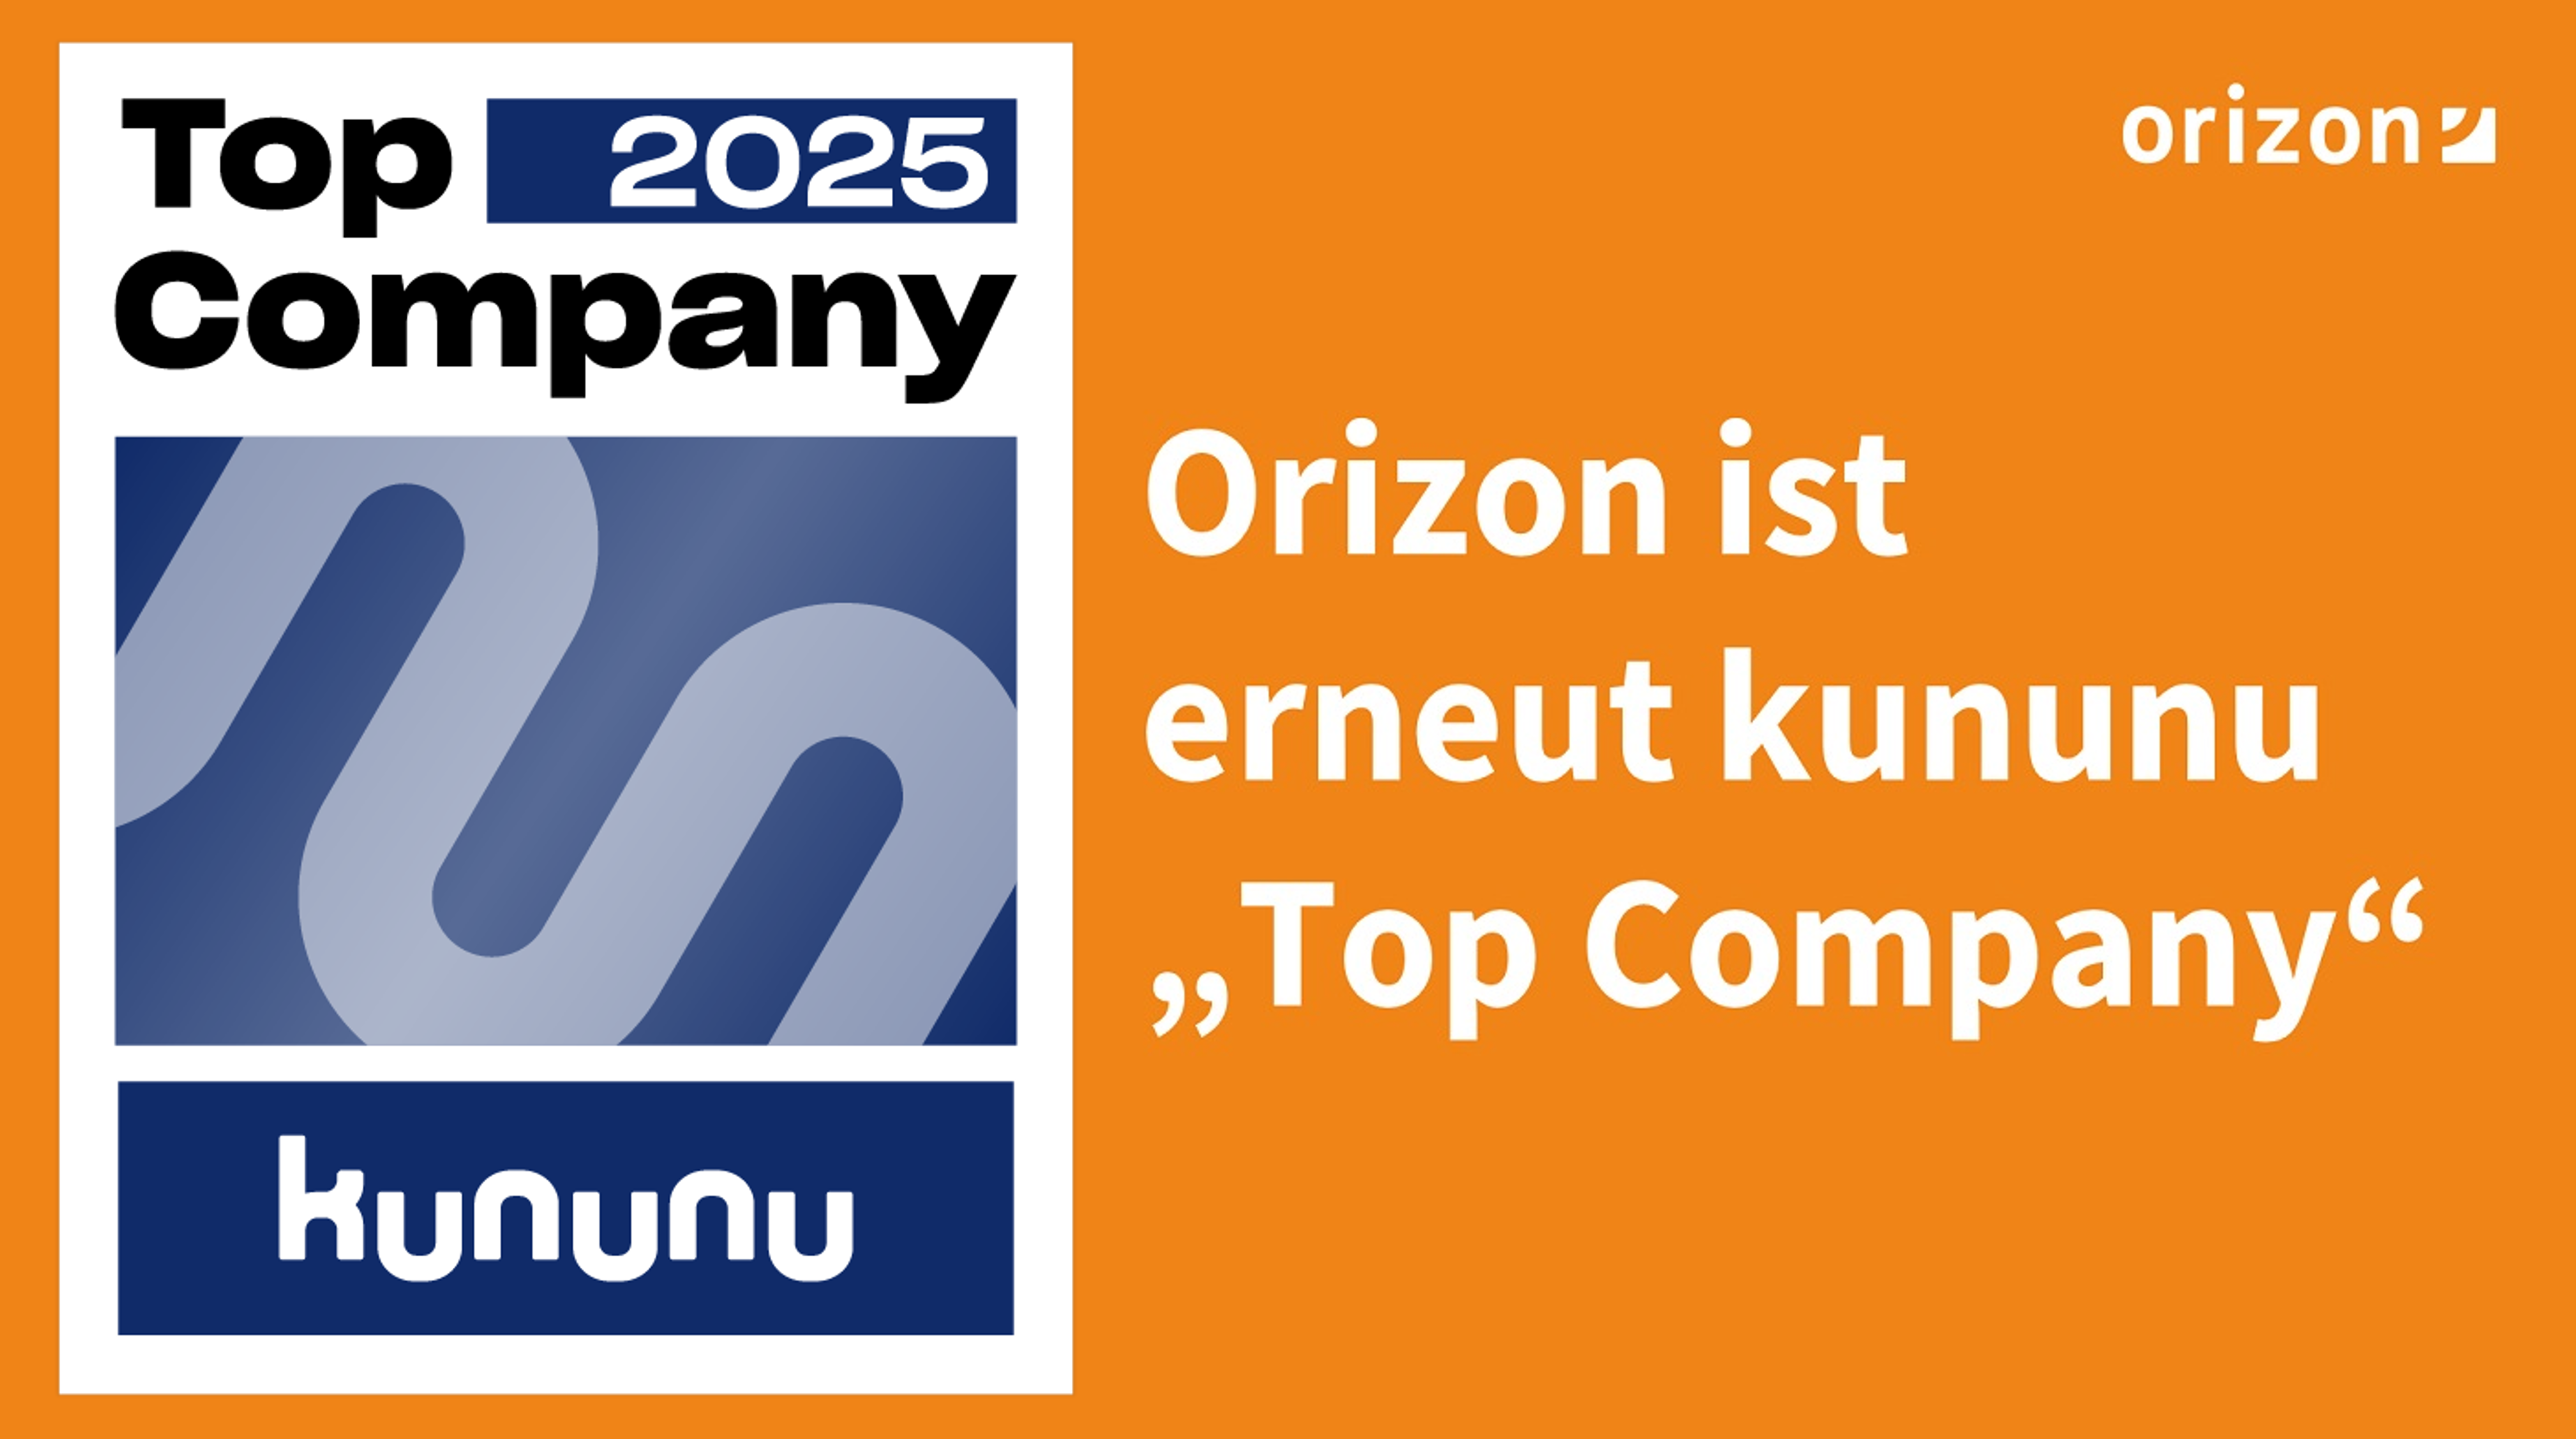 Top 2025
Company
kununu
orizon
Orizon ist
erneut kununu
„Top Company“